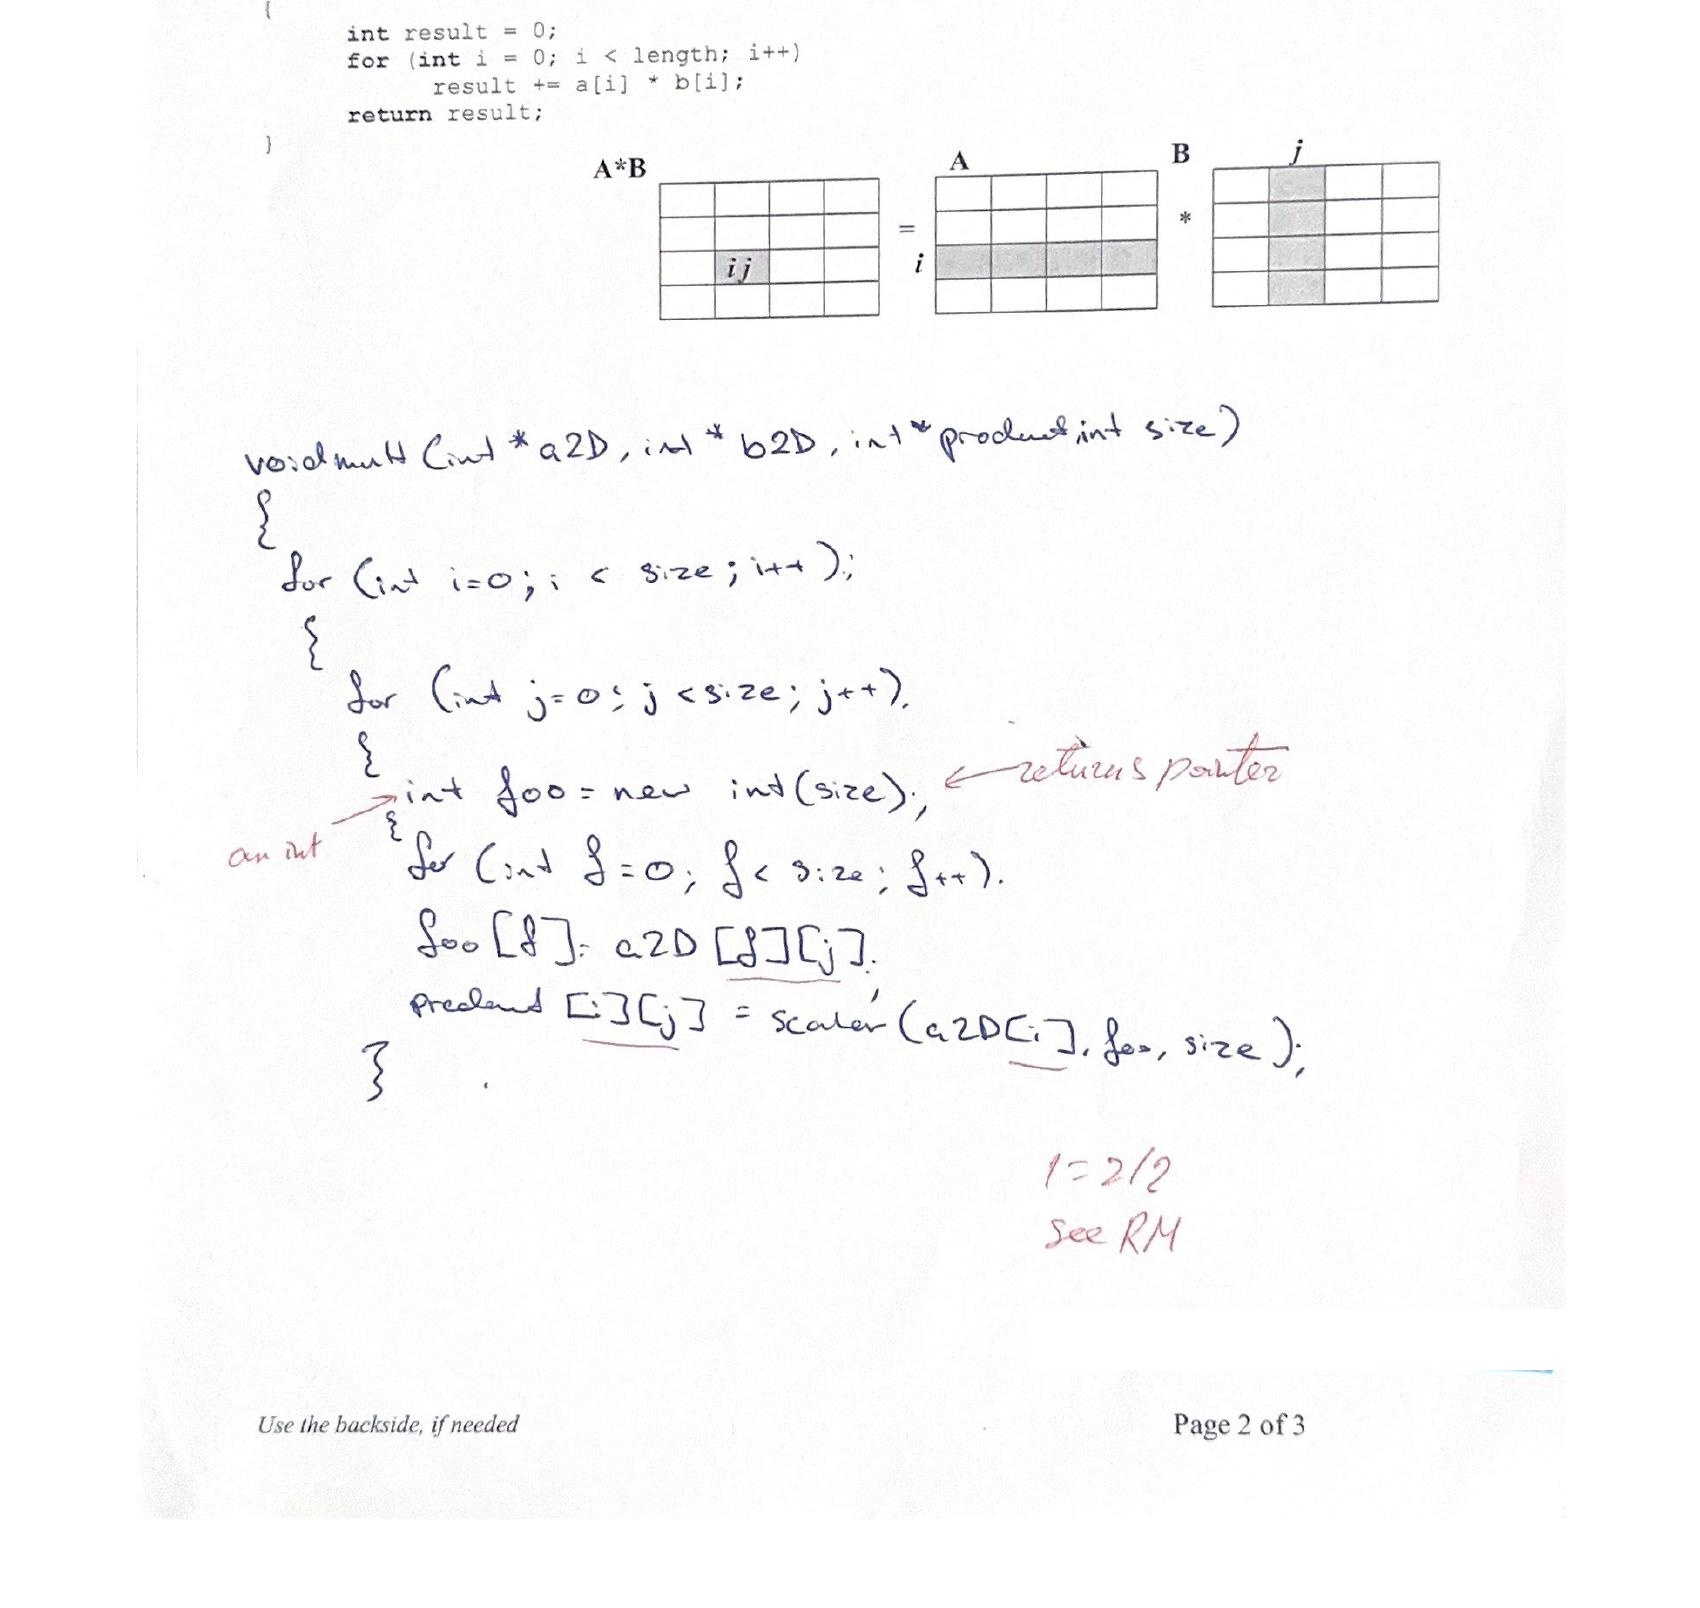 {
int result = 0;
for (int i = 0; i < length; i++)
result += a[i] * b[i];
return result;
}
A*B
A
B
j
=
*
i
ij
void mult (int * a2D, int * b2D, int * product, int size)
{
for (int i=0; i < size; i++);
{
for (int j=0; j <size; j++).
{
int foo = new int(size);
returns pointer
an int
{
for (int f=0; f< size; f++).
foo[f] = a2D [f][j];
product [i][j] = scaler (a2D[i], foo, size);
}
1=2/2
See RM
Use the backside, if needed
Page 2 of 3